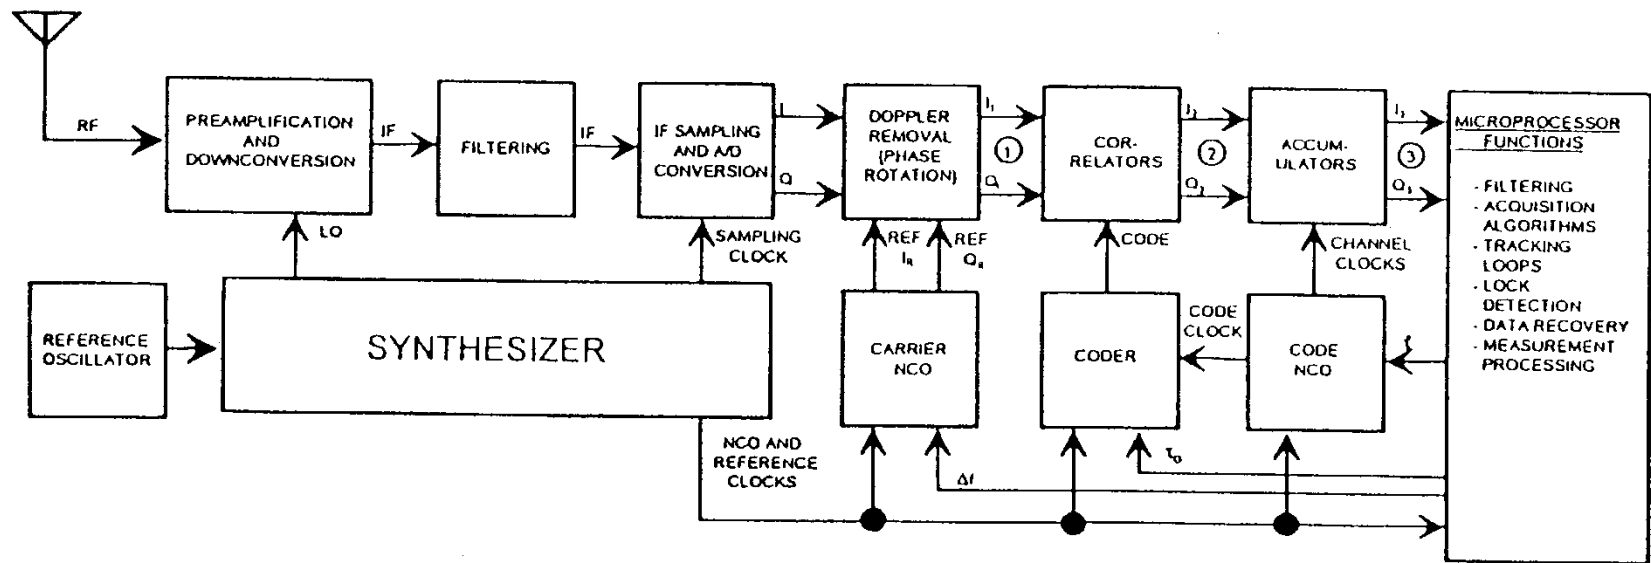 RF
PREAMPLIFICATION
AND
DOWNCONVERSION
IF
FILTERING
IF
IF SAMPLING
AND A/D
CONVERSION
I
Q
DOPPLER
REMOVAL
(PHASE
ROTATION)
I₁
①
Q₁
COR-
RELATORS
I₂
②
Q₂
ACCUM-
ULATORS
I₃
③
Q₃
MICROPROCESSOR
FUNCTIONS
- FILTERING
- ACQUISITION
ALGORITHMS
- TRACKING
LOOPS
- LOCK
DETECTION
- DATA RECOVERY
- MEASUREMENT
PROCESSING
LO
SAMPLING
CLOCK
REF
I_R
REF
Q_R
CODE
CHANNEL
CLOCKS
REFERENCE
OSCILLATOR
SYNTHESIZER
CARRIER
NCO
CODER
CODE
CLOCK
CODE
NCO
NCO AND
REFERENCE
CLOCKS
Δf
τ₀